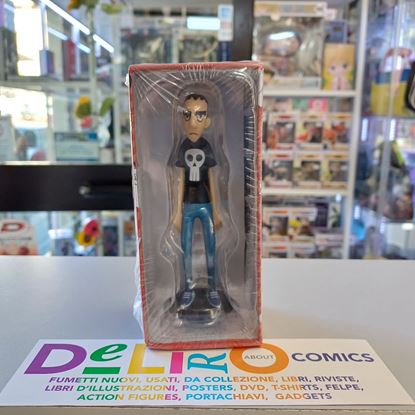 DeLiRO ABOUT COMICS
FUMETTI NUOVI, USATI, DA COLLEZIONE, LIBRI, RIVISTE,
LIBRI D'ILLUSTRAZIONI, POSTERS, DVD, T-SHIRTS, FELPE,
ACTION FIGURES, PORTACHIAVI, GADGETS